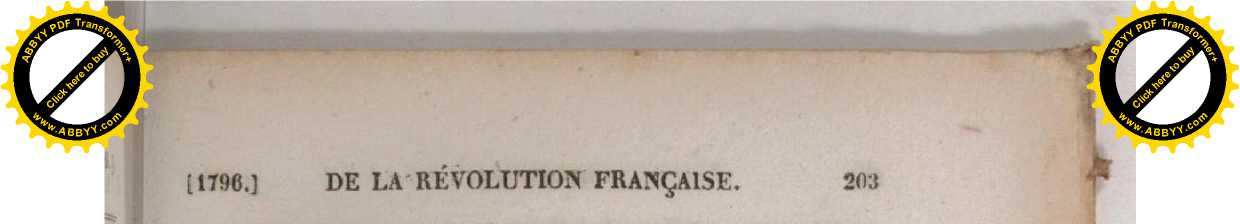 ABBYY PDF Transformer+
Click here to buy
www.ABBYY.com
ABBYY PDF Transformer+
Click here to buy
www.ABBYY.com
[1796.] DE LA RÉVOLUTION FRANÇAISE. 203